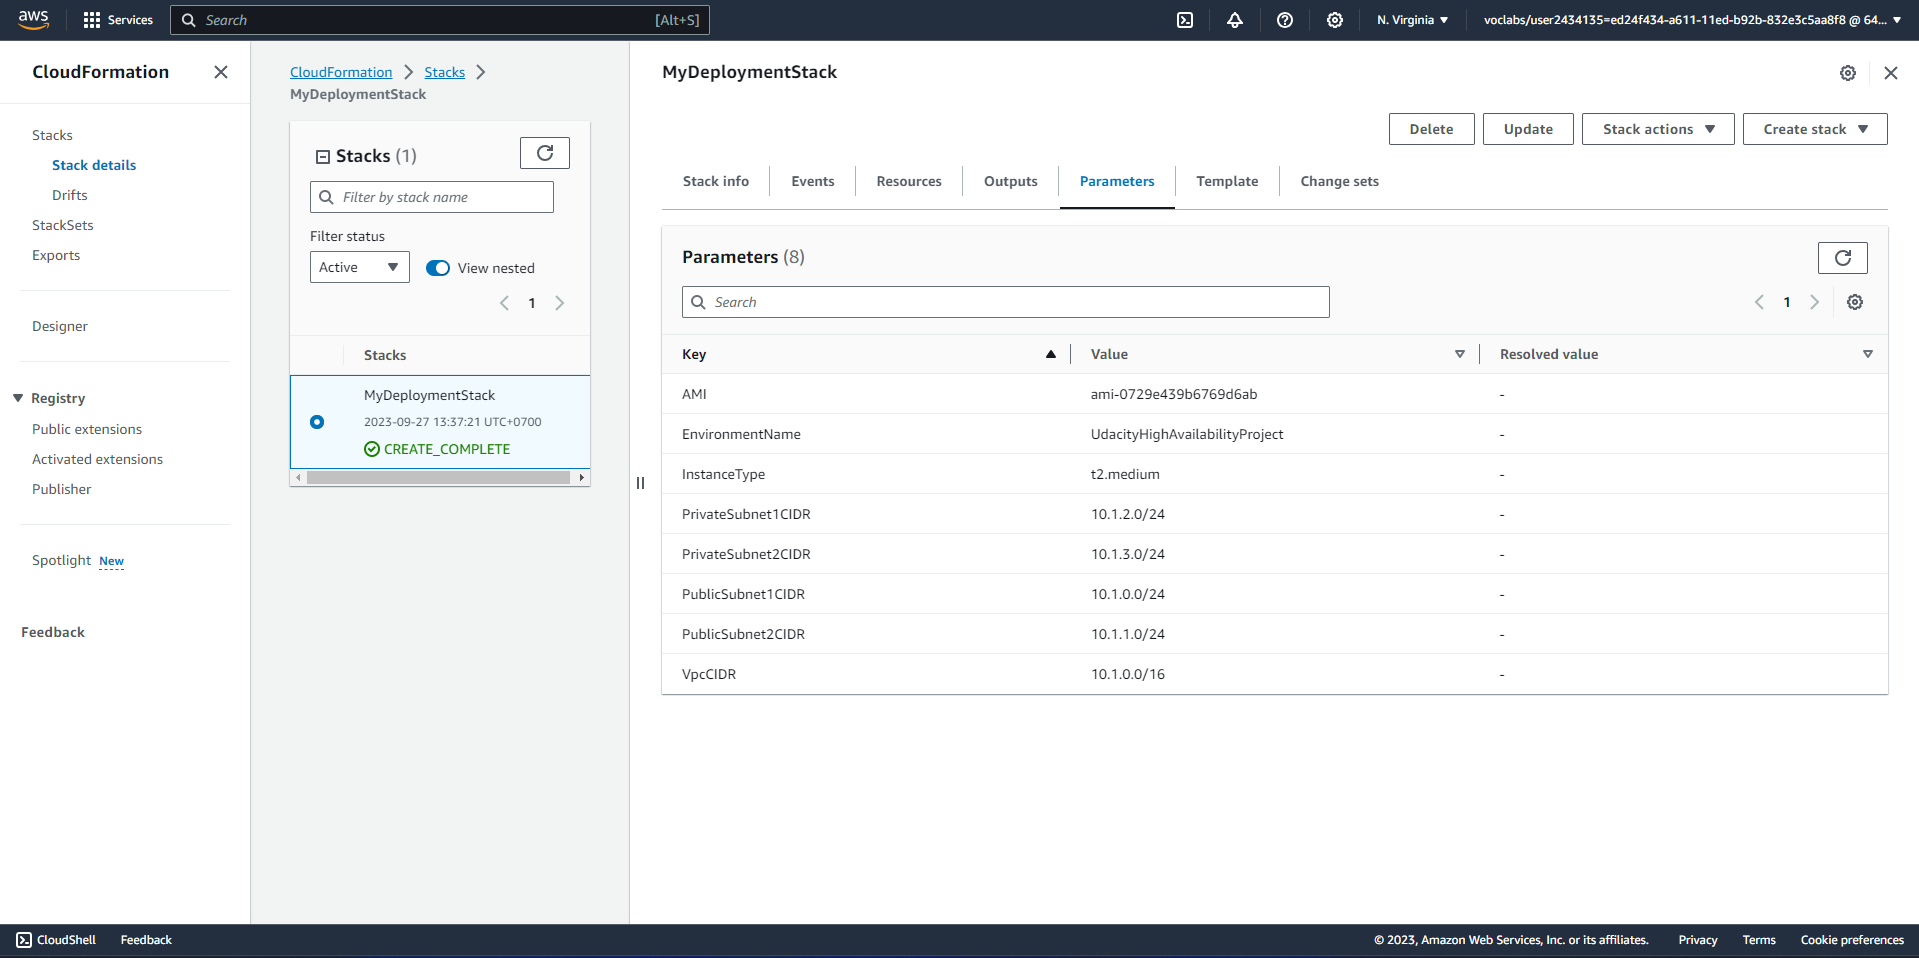 aws
Services
Search
[Alt+S]
N. Virginia
voclabs/user2434135=ed24f434-a611-11ed-b92b-832e3c5aa8f8 @ 64...
CloudFormation
Stacks
Stack details
Drifts
StackSets
Exports
Designer
Registry
Public extensions
Activated extensions
Publisher
Spotlight New
Feedback
CloudFormation
Stacks
MyDeploymentStack
Stacks (1)
Filter by stack name
Filter status
Active
View nested
1
Stacks
MyDeploymentStack
2023-09-27 13:37:21 UTC+0700
CREATE_COMPLETE
MyDeploymentStack
Delete
Update
Stack actions
Create stack
Stack info
Events
Resources
Outputs
Parameters
Template
Change sets
Parameters (8)
Search
1
Key Value Resolved value
AMI ami-0729e439b6769d6ab -
EnvironmentName UdacityHighAvailabilityProject -
InstanceType t2.medium -
PrivateSubnet1CIDR 10.1.2.0/24 -
PrivateSubnet2CIDR 10.1.3.0/24 -
PublicSubnet1CIDR 10.1.0.0/24 -
PublicSubnet2CIDR 10.1.1.0/24 -
VpcCIDR 10.1.0.0/16 -
CloudShell
Feedback
© 2023, Amazon Web Services, Inc. or its affiliates.
Privacy
Terms
Cookie preferences